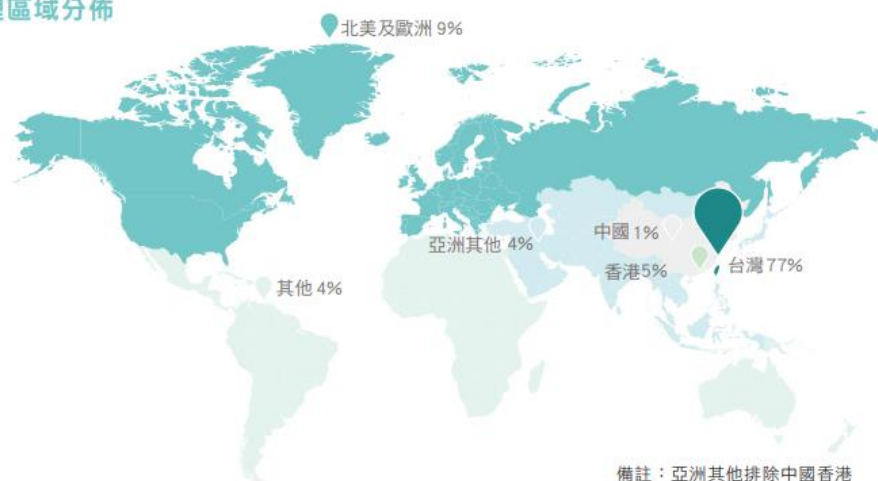 區域分佈
北美及歐洲 9%
亞洲其他 4%
中國 1%
香港5%
台灣 77%
其他 4%
備註：亞洲其他排除中國香港